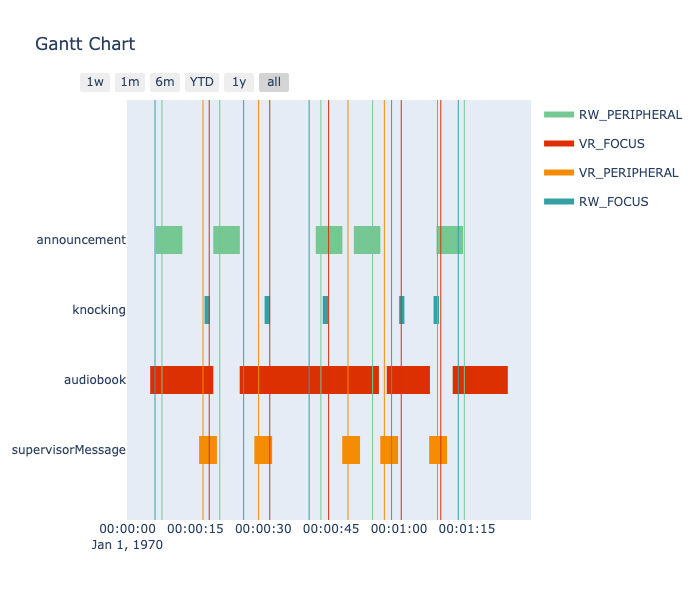 Gantt Chart
1w 1m 6m YTD 1y all
RW_PERIPHERAL
VR_FOCUS
VR_PERIPHERAL
RW_FOCUS
announcement
knocking
audiobook
supervisorMessage
00:00:00 00:00:15 00:00:30 00:00:45 00:01:00 00:01:15
Jan 1, 1970